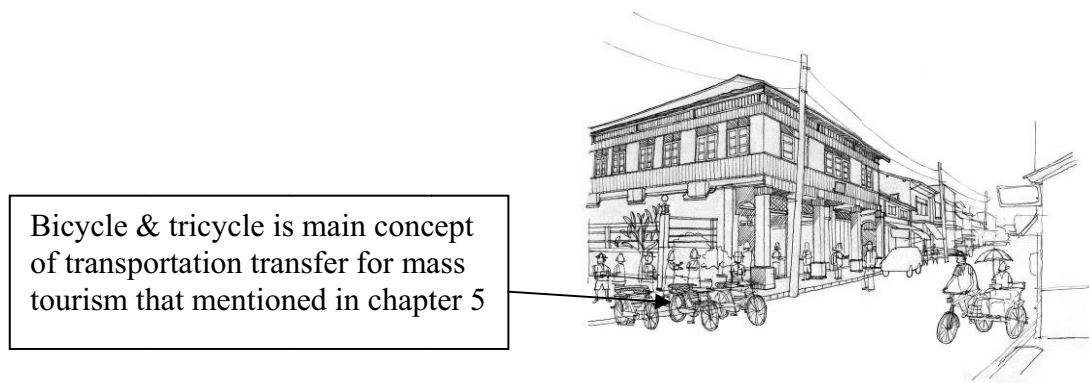 Bicycle & tricycle is main concept
of transportation transfer for mass
tourism that mentioned in chapter 5